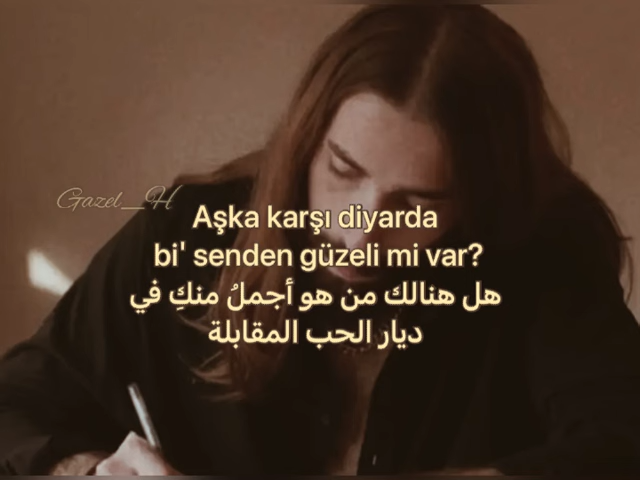 Gazel_H
Aşka karşı diyarda
bi' senden güzeli mi var?
هل هنالك من هو أجملُ منكِ في
ديار الحب المقابلة